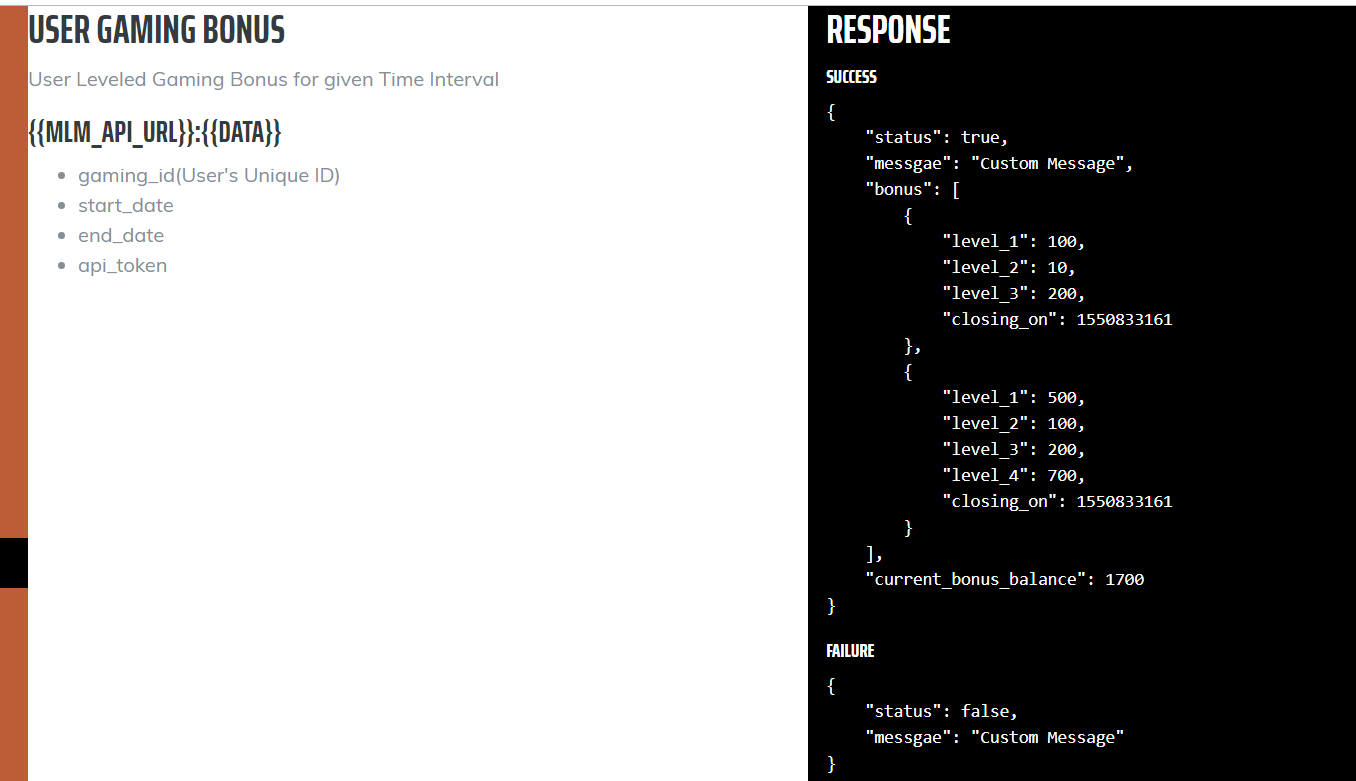 USER GAMING BONUS
User Leveled Gaming Bonus for given Time Interval
{{MLM_API_URL}}:{{DATA}}
gaming_id(User's Unique ID)
start_date
end_date
api_token
RESPONSE
SUCCESS
{
    "status": true,
    "messgae": "Custom Message",
    "bonus": [
        {
            "level_1": 100,
            "level_2": 10,
            "level_3": 200,
            "closing_on": 1550833161
        },
        {
            "level_1": 500,
            "level_2": 100,
            "level_3": 200,
            "level_4": 700,
            "closing_on": 1550833161
        }
    ],
    "current_bonus_balance": 1700
}
FAILURE
{
    "status": false,
    "messgae": "Custom Message"
}